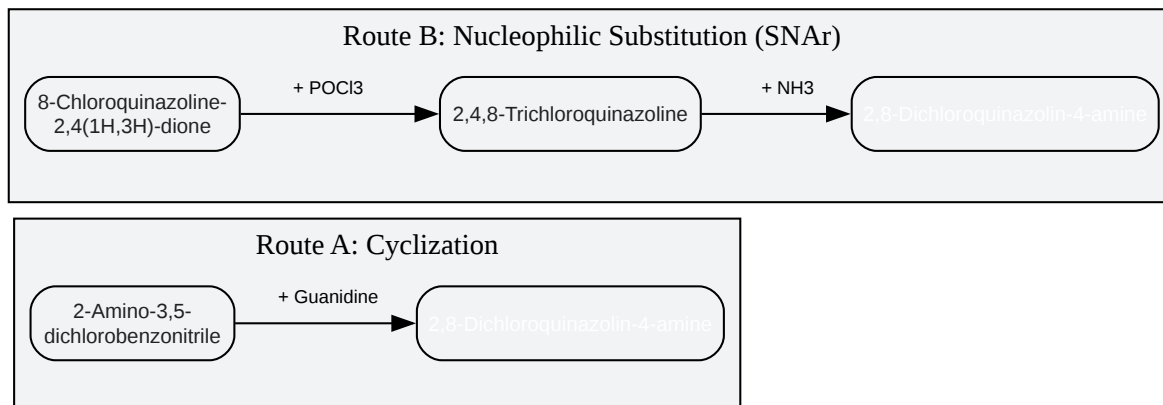 Route B: Nucleophilic Substitution (SNAr)
8-Chloroquinazoline-
2,4(1H,3H)-dione
+ POCl3
2,4,8-Trichloroquinazoline
+ NH3
2,8-Dichloroquinazolin-4-amine
Route A: Cyclization
2-Amino-3,5-
dichlorobenzonitrile
+ Guanidine
2,8-Dichloroquinazolin-4-amine